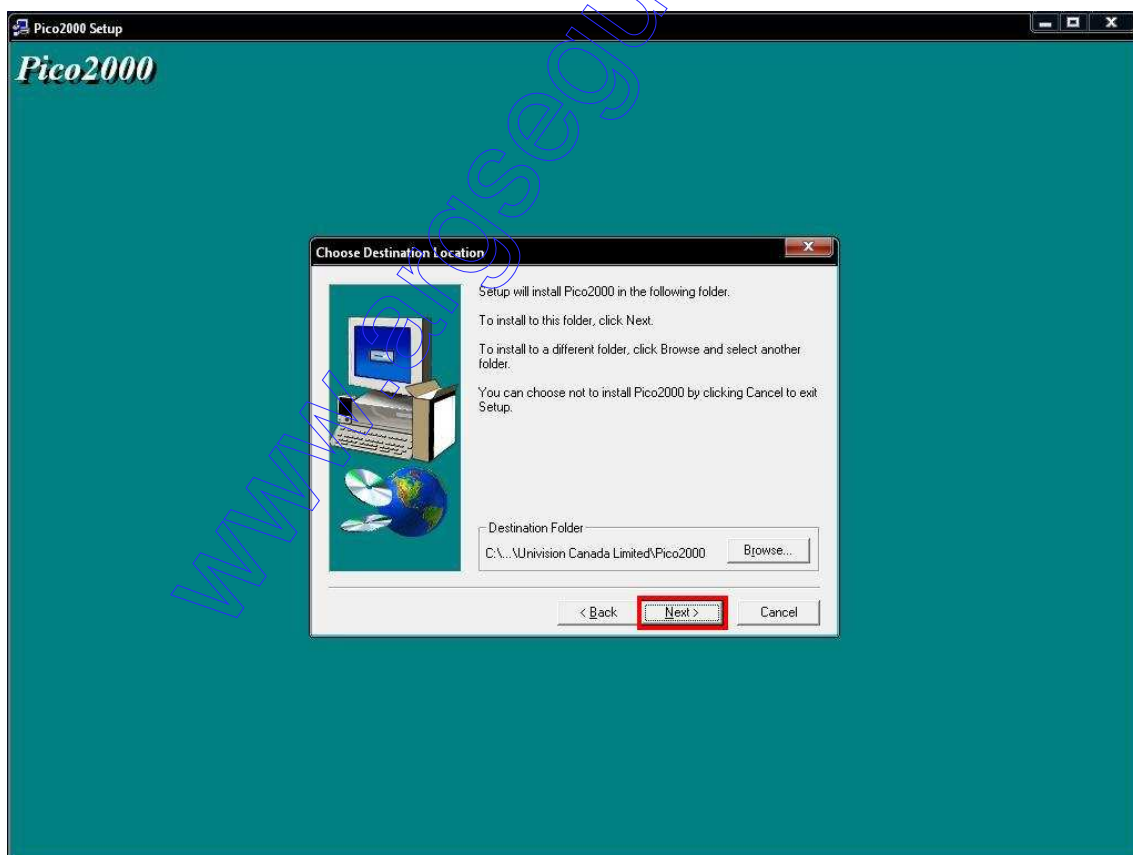 Pico2000 Setup
Pico2000
Choose Destination Location
Setup will install Pico2000 in the following folder.
To install to this folder, click Next.
To install to a different folder, click Browse and select another
folder.
You can choose not to install Pico2000 by clicking Cancel to exit
Setup.
Destination Folder
C:\...\Univision Canada Limited\Pico2000
Browse...
< Back
Next >
Cancel
www.argsegu